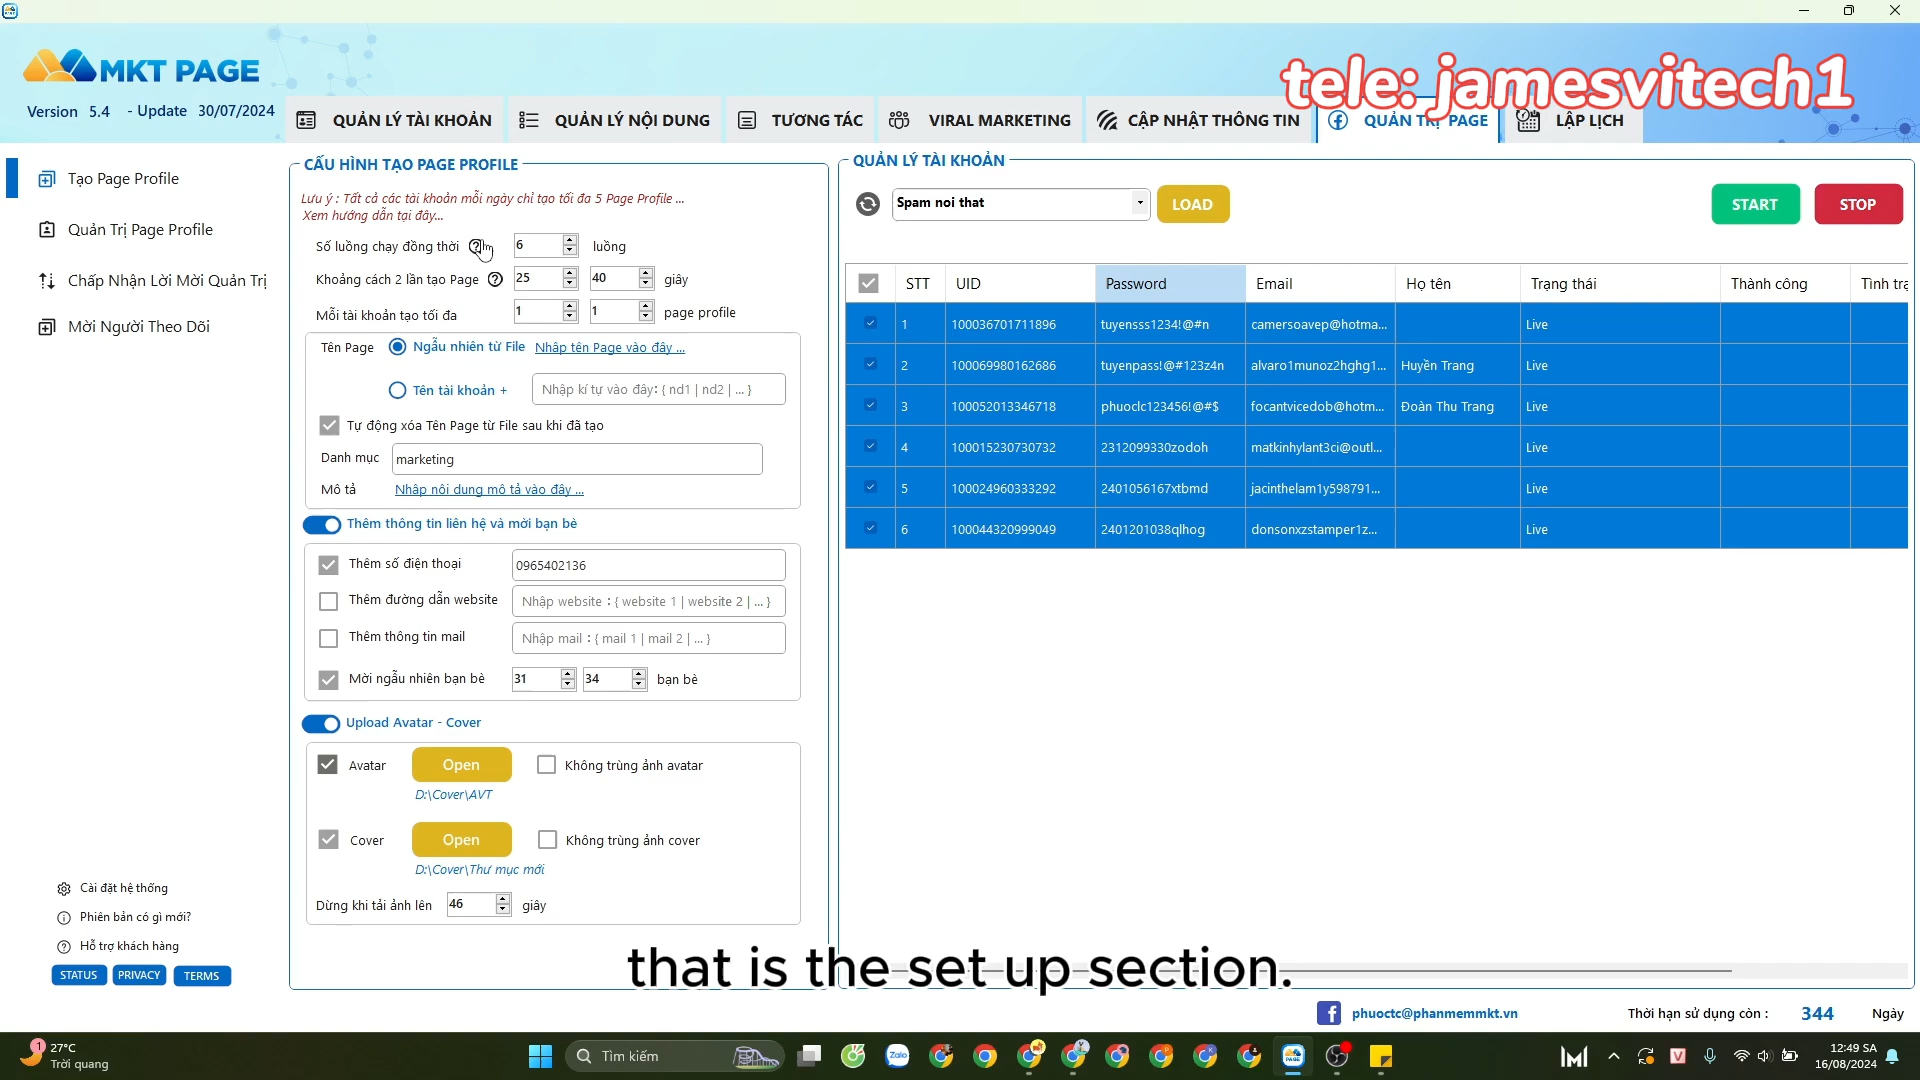 MKT PAGE
Version 5.4 - Update 30/07/2024
tele: jamesvitech1
QUẢN LÝ TÀI KHOẢN
QUẢN LÝ NỘI DUNG
TƯƠNG TÁC
VIRAL MARKETING
CẬP NHẬT THÔNG TIN
QUẢN TRỊ PAGE
LẬP LỊCH
Tạo Page Profile
Quản Trị Page Profile
Chấp Nhận Lời Mời Quản Trị
Mời Người Theo Dõi
Cài đặt hệ thống
Phiên bản có gì mới?
Hỗ trợ khách hàng
STATUS PRIVACY TERMS
CẤU HÌNH TẠO PAGE PROFILE
Lưu ý : Tất cả các tài khoản mỗi ngày chỉ tạo tối đa 5 Page Profile ...
Xem hướng dẫn tại đây...
Số luồng chạy đồng thời 6 luồng
Khoảng cách 2 lần tạo Page 25 40 giây
Mỗi tài khoản tạo tối đa 1 1 page profile
Tên Page Ngẫu nhiên từ File Nhập tên Page vào đây ...
Tên tài khoản + Nhập kí tự vào đây: { nd1 | nd2 | ... }
Tự động xóa Tên Page từ File sau khi đã tạo
Danh mục marketing
Mô tả Nhập nội dung mô tả vào đây ...
Thêm thông tin liên hệ và mời bạn bè
Thêm số điện thoại 0965402136
Thêm đường dẫn website Nhập website : { website 1 | website 2 | ... }
Thêm thông tin mail Nhập mail : { mail 1 | mail 2 | ... }
Mời ngẫu nhiên bạn bè 31 34 bạn bè
Upload Avatar - Cover
Avatar Open Không trùng ảnh avatar
D:\Cover\AVT
Cover Open Không trùng ảnh cover
D:\Cover\Thư mục mới
Dừng khi tải ảnh lên 46 giây
QUẢN LÝ TÀI KHOẢN
Spam noi that LOAD START STOP
STT UID Password Email Họ tên Trạng thái Thành công Tình trạ
1 100036701711896 tuyensss1234!@#n camersoavep@hotma... Live
2 100069980162686 tuyenpass!@#123z4n alvaro1munoz2hghg1... Huyền Trang Live
3 100052013346718 phuoclc123456!@#$ focantvicedob@hotm... Đoàn Thu Trang Live
4 100015230730732 2312099330zodoh matkinhylant3ci@outl... Live
5 100024960333292 2401056167xtbmd jacinthelam1y598791... Live
6 100044320999049 2401201038qlhog donsonxzstamper1z... Live
that is the set up section.
phuoctc@phanmemmkt.vn
Thời hạn sử dụng còn : 344 Ngày
27°C
Trời quang
Tìm kiếm
12:49 SA
16/08/2024